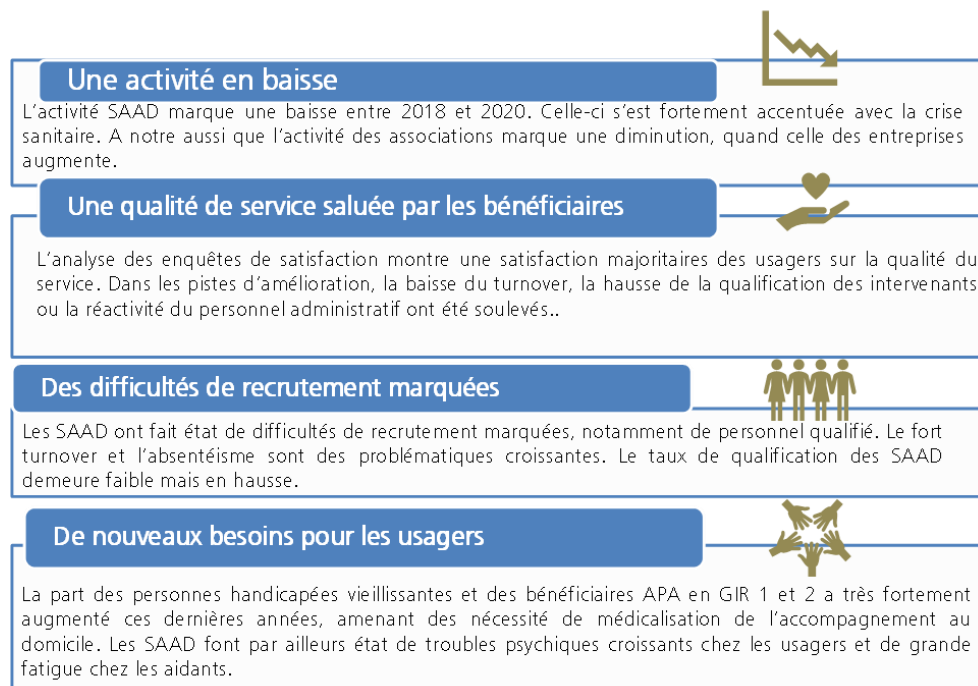 Une activité en baisse
L'activité SAAD marque une baisse entre 2018 et 2020. Celle-ci s'est fortement accentuée avec la crise
sanitaire. A notre aussi que l'activité des associations marque une diminution, quand celle des entreprises
augmente.
Une qualité de service saluée par les bénéficiaires
L'analyse des enquêtes de satisfaction montre une satisfaction majoritaires des usagers sur la qualité du
service. Dans les pistes d'amélioration, la baisse du turnover, la hausse de la qualification des intervenants
ou la réactivité du personnel administratif ont été soulevés..
Des difficultés de recrutement marquées
Les SAAD ont fait état de difficultés de recrutement marquées, notamment de personnel qualifié. Le fort
turnover et l'absentéisme sont des problématiques croissantes. Le taux de qualification des SAAD
demeure faible mais en hausse.
De nouveaux besoins pour les usagers
La part des personnes handicapées vieillissantes et des bénéficiaires APA en GIR 1 et 2 a très fortement
augmenté ces dernières années, amenant des nécessité de médicalisation de l'accompagnement au
domicile. Les SAAD font par ailleurs état de troubles psychiques croissants chez les usagers et de grande
fatigue chez les aidants.